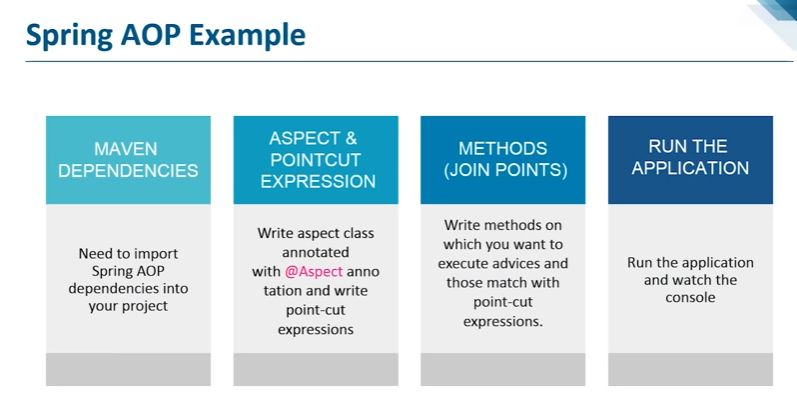 Spring AOP Example
MAVEN
DEPENDENCIES
Need to import
Spring AOP
dependencies into
your project
ASPECT &
POINTCUT
EXPRESSION
Write aspect class
annotated
with @Aspect anno
tation and write
point-cut
expressions
METHODS
(JOIN POINTS)
Write methods on
which you want to
execute advices and
those match with
point-cut
expressions.
RUN THE
APPLICATION
Run the application
and watch the
console